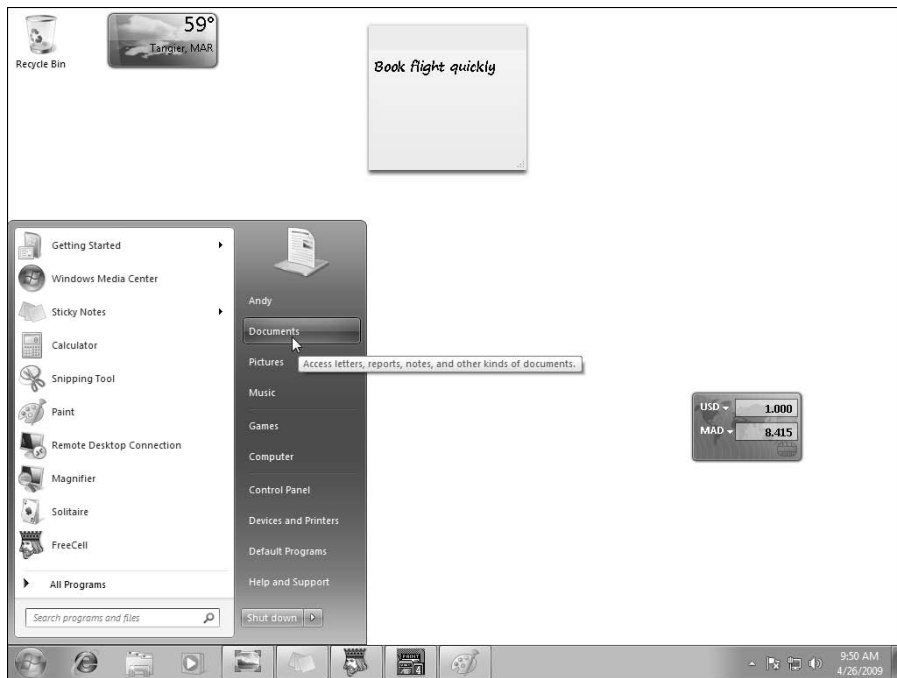 Recycle Bin
59°
Tangier, MAR
Book flight quickly
Getting Started
Windows Media Center
Sticky Notes
Calculator
Snipping Tool
Paint
Remote Desktop Connection
Magnifier
Solitaire
FreeCell
All Programs
Search programs and files
Andy
Documents
Access letters, reports, notes, and other kinds of documents.
Pictures
Music
Games
Computer
Control Panel
Devices and Printers
Default Programs
Help and Support
Shut down
USD 1.000
MAD 8.415
9:50 AM
4/26/2009